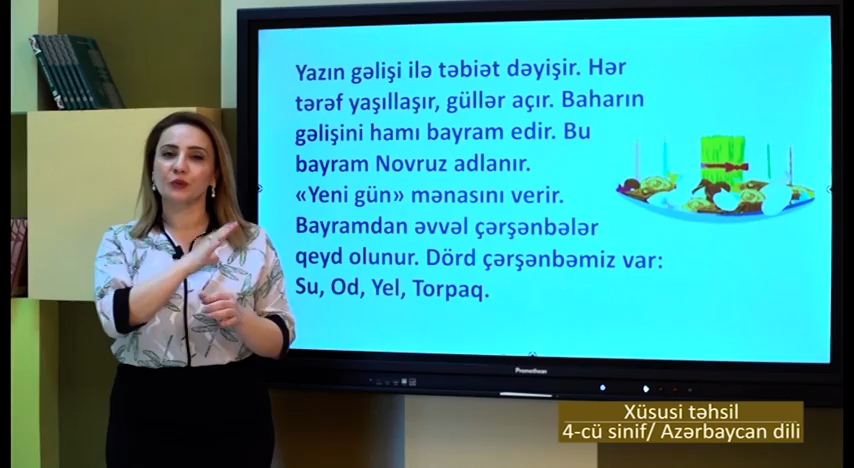 Yazın gəlişi ilə təbiət dəyişir. Hər
tərəf yaşıllaşır, güllər açır. Baharın
gəlişini hamı bayram edir. Bu
bayram Novruz adlanır.
«Yeni gün» mənasını verir.
Bayramdan əvvəl çərşənbələr
qeyd olunur. Dörd çərşənbəmiz var:
Su, Od, Yel, Torpaq.
Promethean
Xüsusi təhsil
4-cü sinif/ Azərbaycan dili